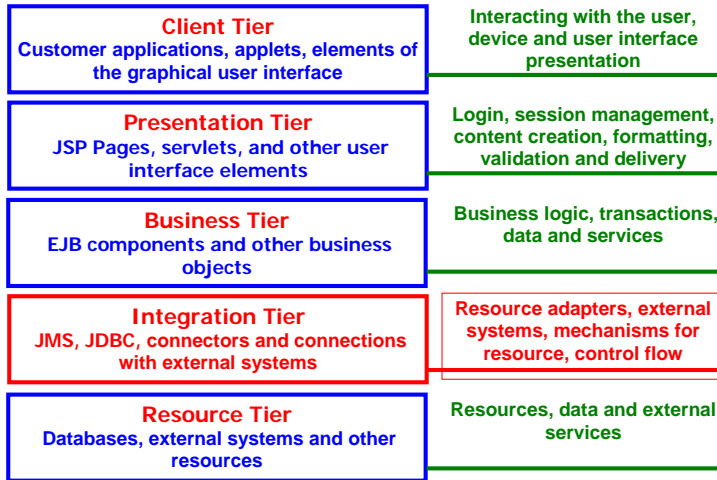 Client Tier
Customer applications, applets, elements of
the graphical user interface
Interacting with the user,
device and user interface
presentation
Presentation Tier
JSP Pages, servlets, and other user
interface elements
Login, session management,
content creation, formatting,
validation and delivery
Business Tier
EJB components and other business
objects
Business logic, transactions,
data and services
Integration Tier
JMS, JDBC, connectors and connections
with external systems
Resource adapters, external
systems, mechanisms for
resource, control flow
Resource Tier
Databases, external systems and other
resources
Resources, data and external
services